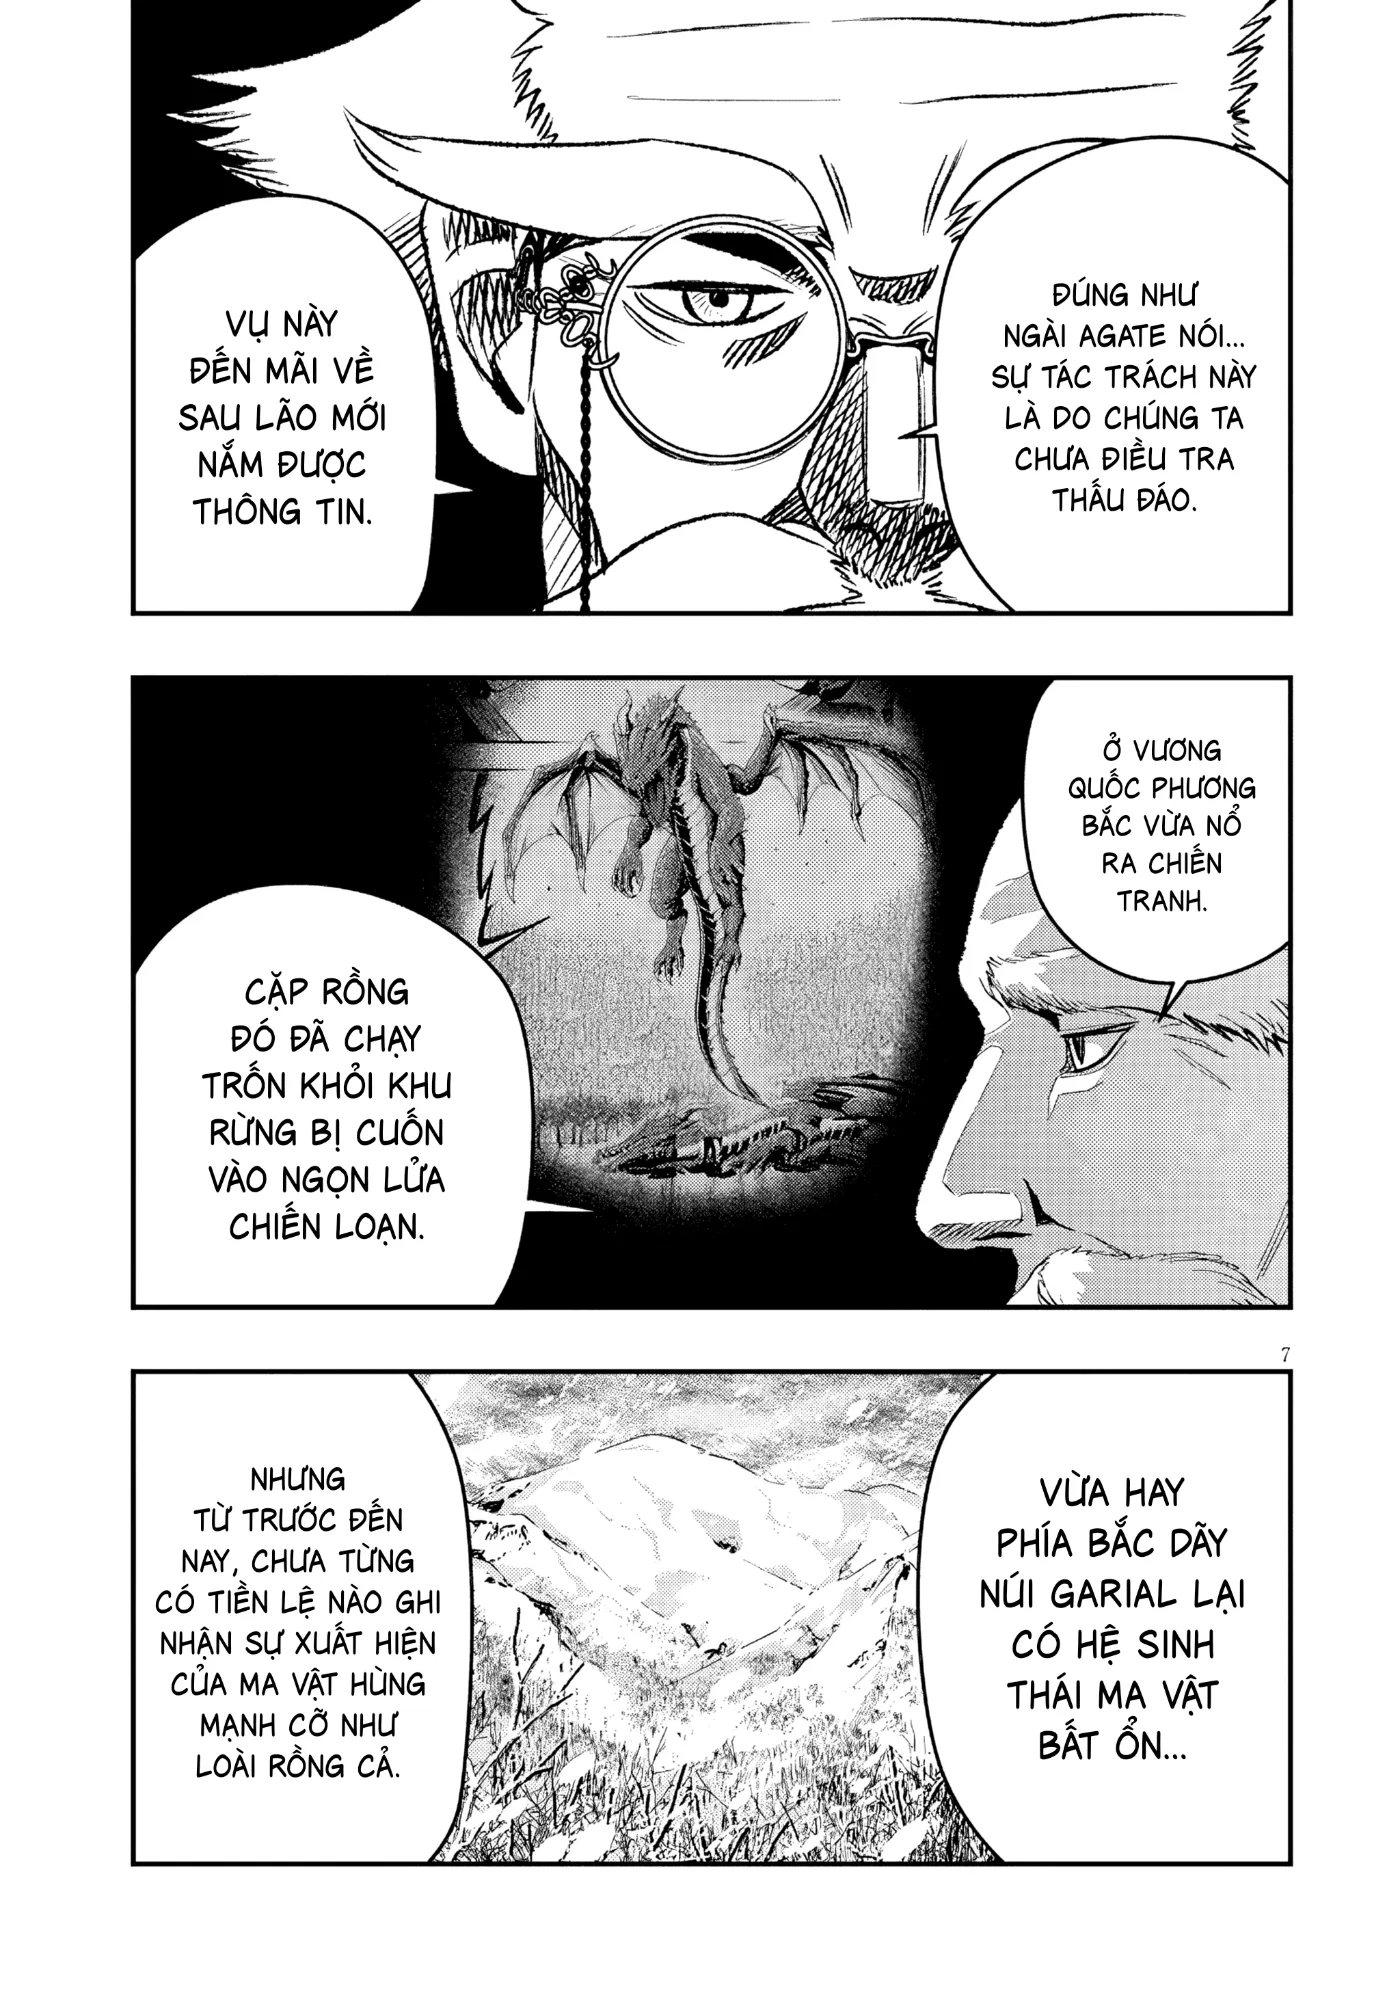 ĐÚNG NHƯ
NGÀI AGATE NÓI...
SỰ TÁC TRÁCH NÀY
LÀ DO CHÚNG TA
CHƯA ĐIỀU TRA
THẤU ĐÁO.
VỤ NÀY
ĐẾN MÃI VỀ
SAU LÃO MỚI
NẮM ĐƯỢC
THÔNG TIN.
Ở VƯƠNG
QUỐC PHƯƠNG
BẮC VỪA NỔ
RA CHIẾN
TRANH.
CẶP RỒNG
ĐÓ ĐÃ CHẠY
TRỐN KHỎI KHU
RỪNG BỊ CUỐN
VÀO NGỌN LỬA
CHIẾN LOẠN.
7
VỪA HAY
PHÍA BẮC DÃY
NÚI GARIAL LẠI
CÓ HỆ SINH
THÁI MA VẬT
BẤT ỔN...
NHƯNG
TỪ TRƯỚC ĐẾN
NAY, CHƯA TỪNG
CÓ TIỀN LỆ NÀO GHI
NHẬN SỰ XUẤT HIỆN
CỦA MA VẬT HÙNG
MẠNH CỠ NHƯ
LOÀI RỒNG CẢ.